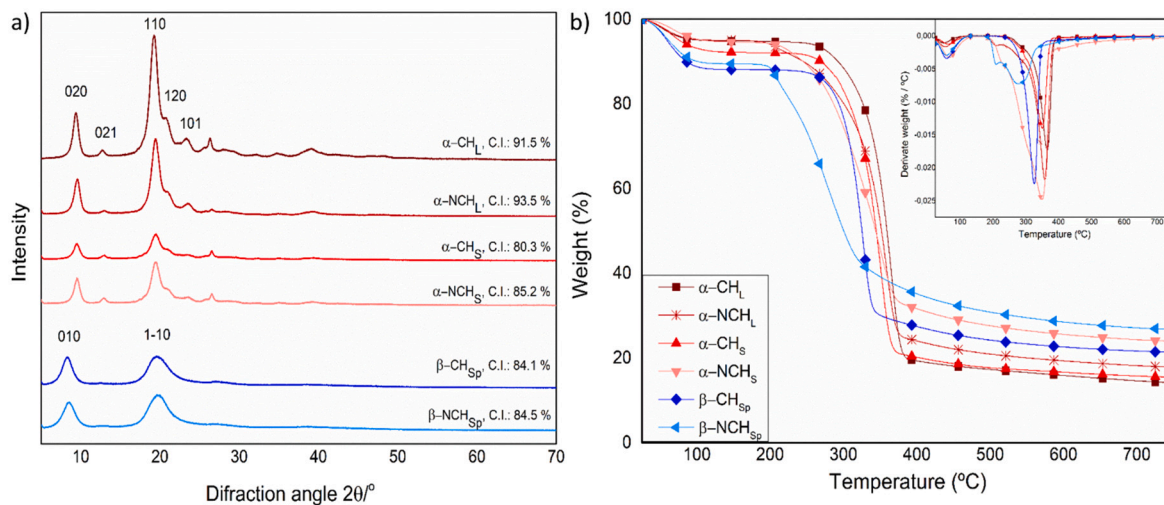 a)
110
020
120
021
101
α–CH_L, C.I.: 91.5 %
α–NCH_L, C.I.: 93.5 %
α–CH_S, C.I.: 80.3 %
α–NCH_S, C.I.: 85.2 %
010
1-10
β–CH_Sp, C.I.: 84.1 %
β–NCH_Sp, C.I.: 84.5 %
Intensity
10 20 30 40 50 60 70
Difraction angle 2θ/°
b)
100
80
60
40
20
0
Weight (%)
0,000
-0,005
-0,010
-0,015
-0,020
-0,025
Derivate weight (% / ºC)
100 200 300 400 500 600 700
Temperature (ºC)
α–CH_L
α–NCH_L
α–CH_S
α–NCH_S
β–CH_Sp
β–NCH_Sp
100 200 300 400 500 600 700
Temperature (ºC)